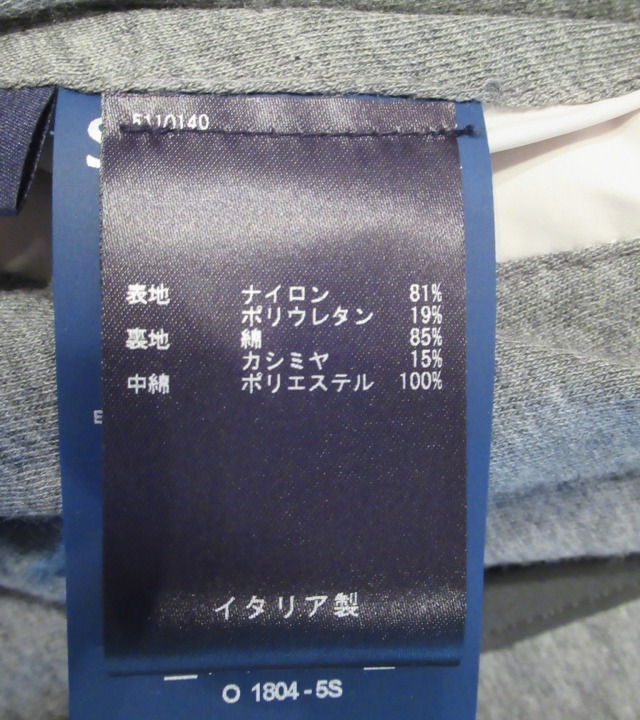 5110140
表地 ナイロン 81%
ポリウレタン 19%
裏地 綿 85%
カシミヤ 15%
中綿 ポリエステル 100%
イタリア製
O 1804-5S